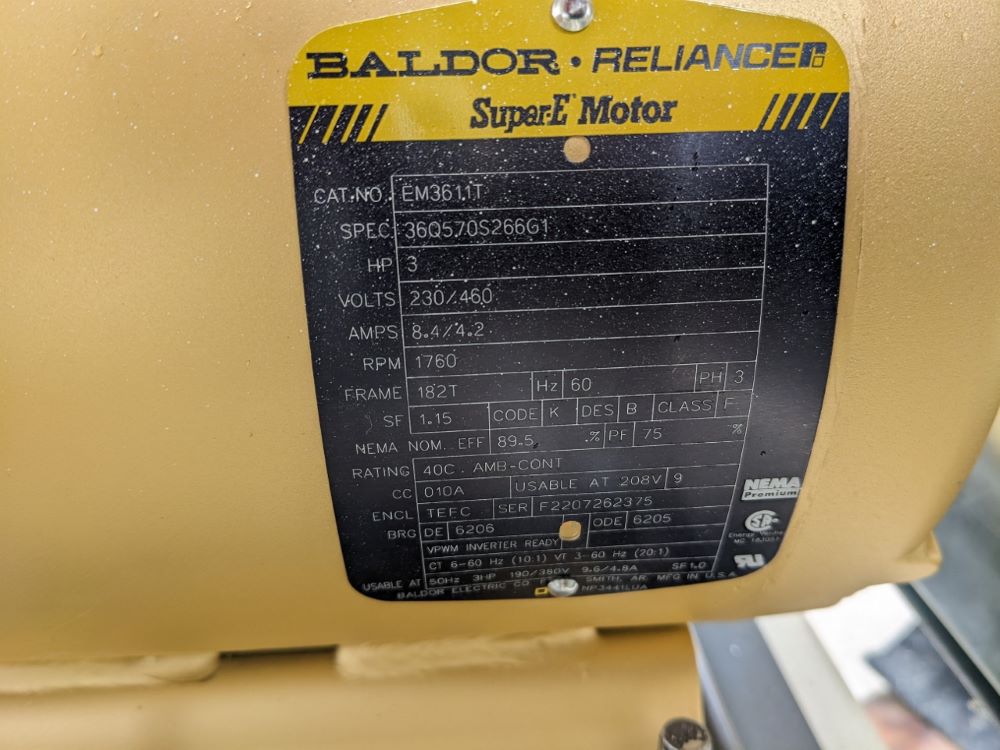 BALDOR • RELIANCE
Super-E Motor
CAT.NO. EM3611T
SPEC. 36Q570S266G1
HP 3
VOLTS 230/460
AMPS 8.4/4.2
RPM 1760
FRAME 182T Hz 60 PH 3
SF 1.15 CODE K DES B CLASS F
NEMA NOM. EFF 89.5 .% PF 75 %
RATING 40C AMB-CONT
CC 010A USABLE AT 208V 9
ENCL TEFC SER F2207262375
BRG DE 6206 ODE 6205
VPWM INVERTER READY
CT 6-60 Hz (10:1) VT 3-60 Hz (20:1)
USABLE AT 50Hz 3HP 190/380V 9.6/4.8A SF 1.0
BALDOR ELECTRIC CO. SMITH, AR. MFG IN U.S.A.
NP3441LUA
NEMA
Premium